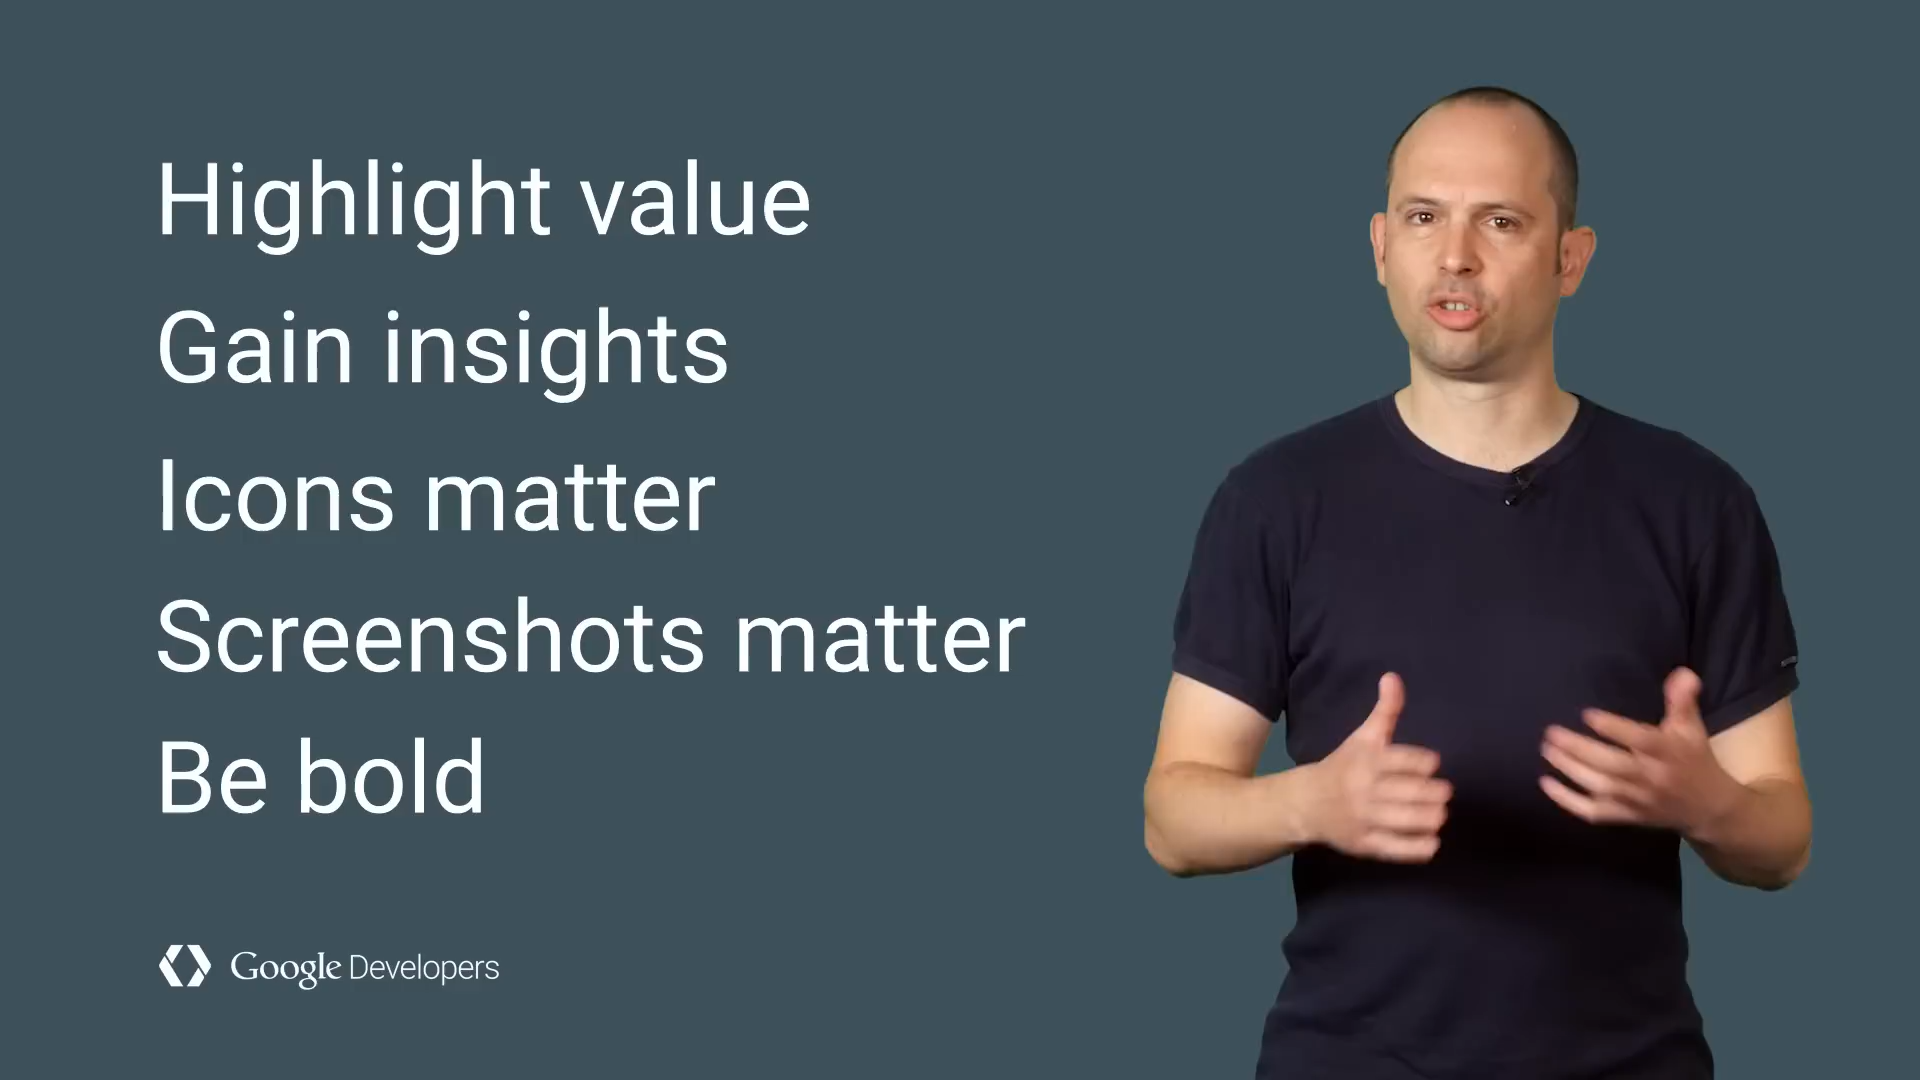 Highlight value
Gain insights
Icons matter
Screenshots matter
Be bold
Google Developers